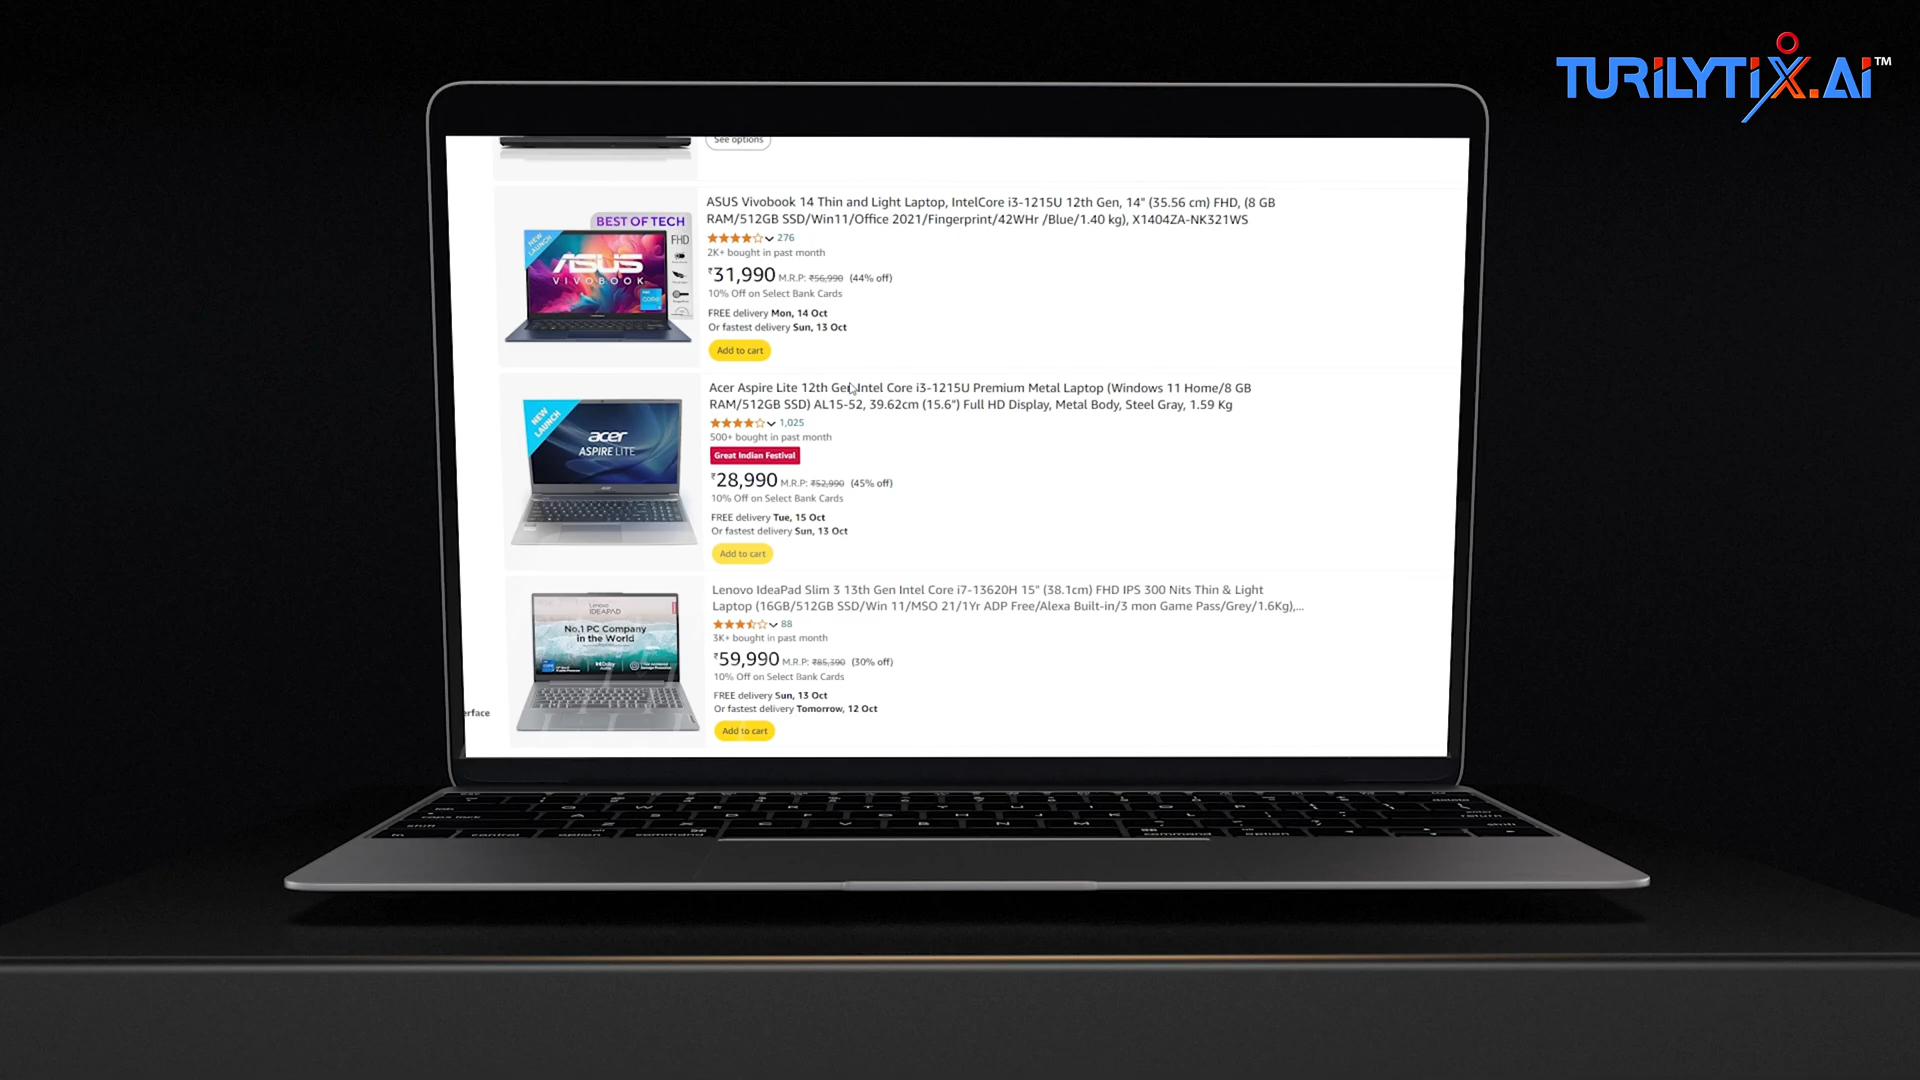 TURILYTIX.AI™
See options
BEST OF TECH
NEW LAUNCH
FHD
ASUS
VIVOBOOK
ASUS Vivobook 14 Thin and Light Laptop, IntelCore i3-1215U 12th Gen, 14" (35.56 cm) FHD, (8 GB
RAM/512GB SSD/Win11/Office 2021/Fingerprint/42WHr /Blue/1.40 kg), X1404ZA-NK321WS
276
2K+ bought in past month
₹31,990 M.R.P: ₹56,990 (44% off)
10% Off on Select Bank Cards
FREE delivery Mon, 14 Oct
Or fastest delivery Sun, 13 Oct
Add to cart
NEW LAUNCH
acer
ASPIRE LITE
Acer Aspire Lite 12th Gen Intel Core i3-1215U Premium Metal Laptop (Windows 11 Home/8 GB
RAM/512GB SSD) AL15-52, 39.62cm (15.6") Full HD Display, Metal Body, Steel Gray, 1.59 Kg
1,025
500+ bought in past month
Great Indian Festival
₹28,990 M.R.P: ₹52,990 (45% off)
10% Off on Select Bank Cards
FREE delivery Tue, 15 Oct
Or fastest delivery Sun, 13 Oct
Add to cart
Lenovo
IDEAPAD
No.1 PC Company
in the World
Lenovo IdeaPad Slim 3 13th Gen Intel Core i7-13620H 15" (38.1cm) FHD IPS 300 Nits Thin & Light
Laptop (16GB/512GB SSD/Win 11/MSO 21/1Yr ADP Free/Alexa Built-in/3 mon Game Pass/Grey/1.6Kg),...
88
3K+ bought in past month
₹59,990 M.R.P: ₹85,390 (30% off)
10% Off on Select Bank Cards
FREE delivery Sun, 13 Oct
Or fastest delivery Tomorrow, 12 Oct
Add to cart
erface